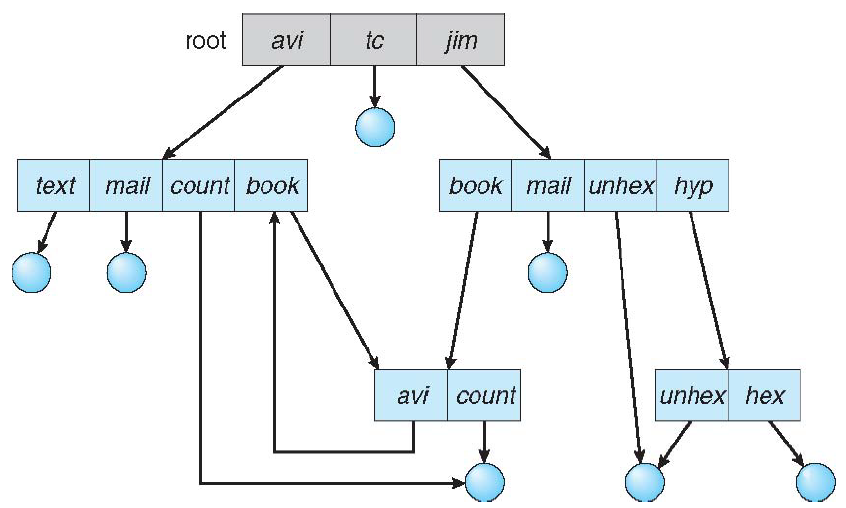 root avi tc jim
text mail count book
book mail unhex hyp
avi count
unhex hex